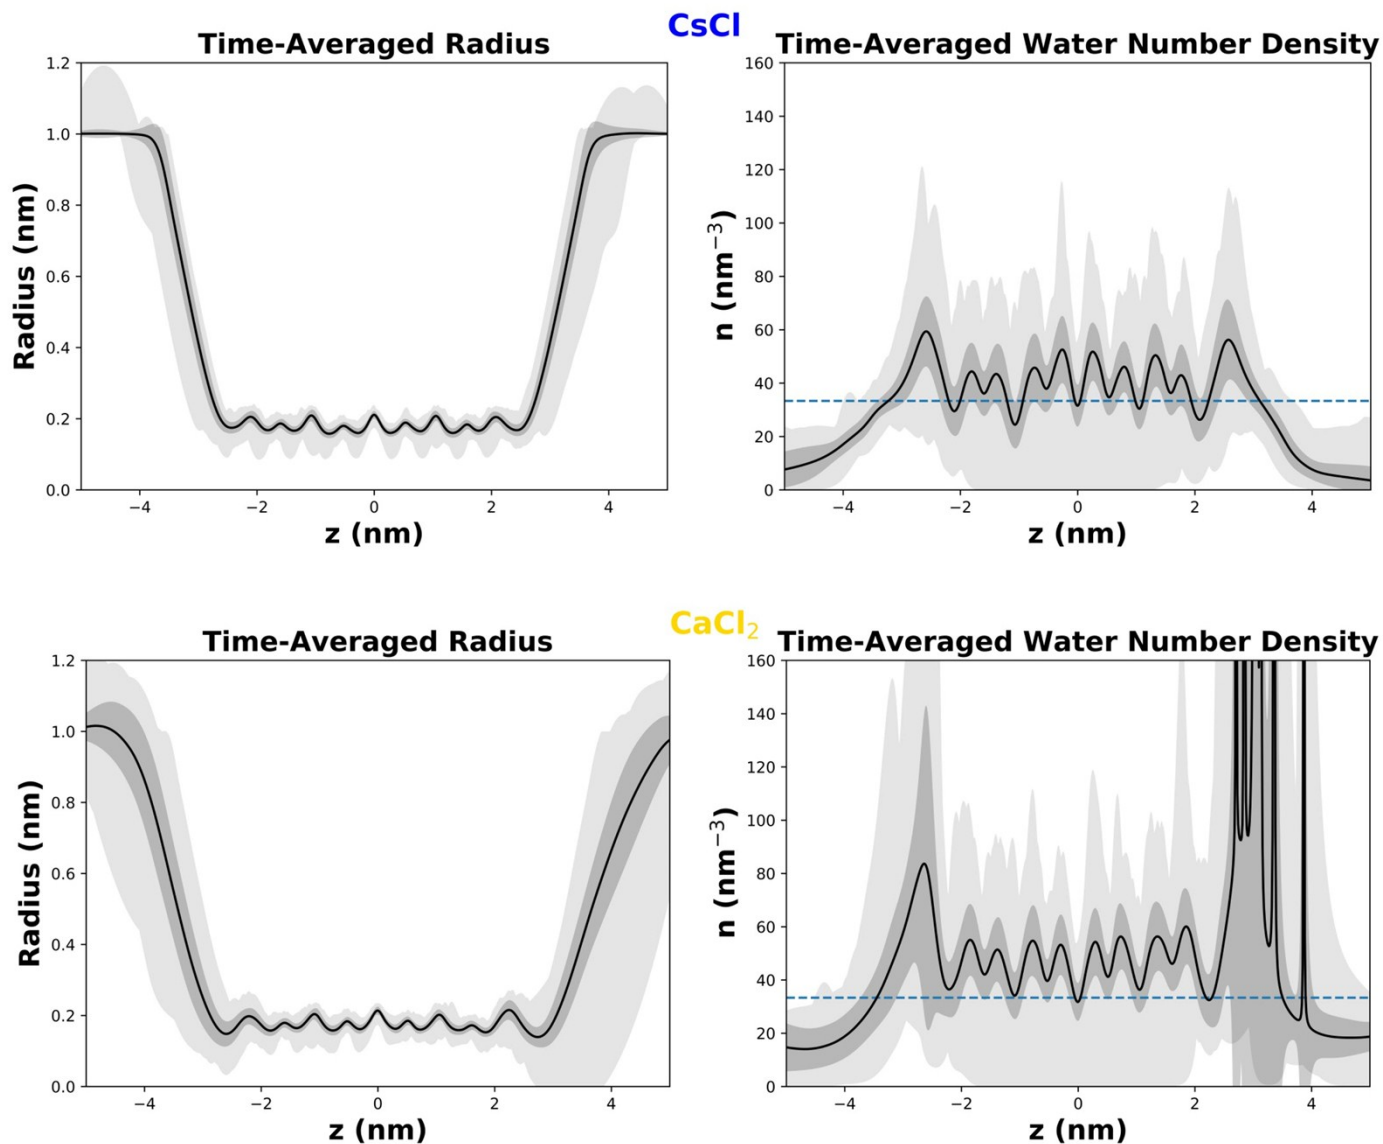 CsCl
Time-Averaged Radius
Radius (nm)
1.2
1.0
0.8
0.6
0.4
0.2
0.0
−4 −2 0 2 4
z (nm)
Time-Averaged Water Number Density
n (nm⁻³)
160
140
120
100
80
60
40
20
0
−4 −2 0 2 4
z (nm)
CaCl₂
Time-Averaged Radius
Radius (nm)
1.2
1.0
0.8
0.6
0.4
0.2
0.0
−4 −2 0 2 4
z (nm)
Time-Averaged Water Number Density
n (nm⁻³)
160
140
120
100
80
60
40
20
0
−4 −2 0 2 4
z (nm)